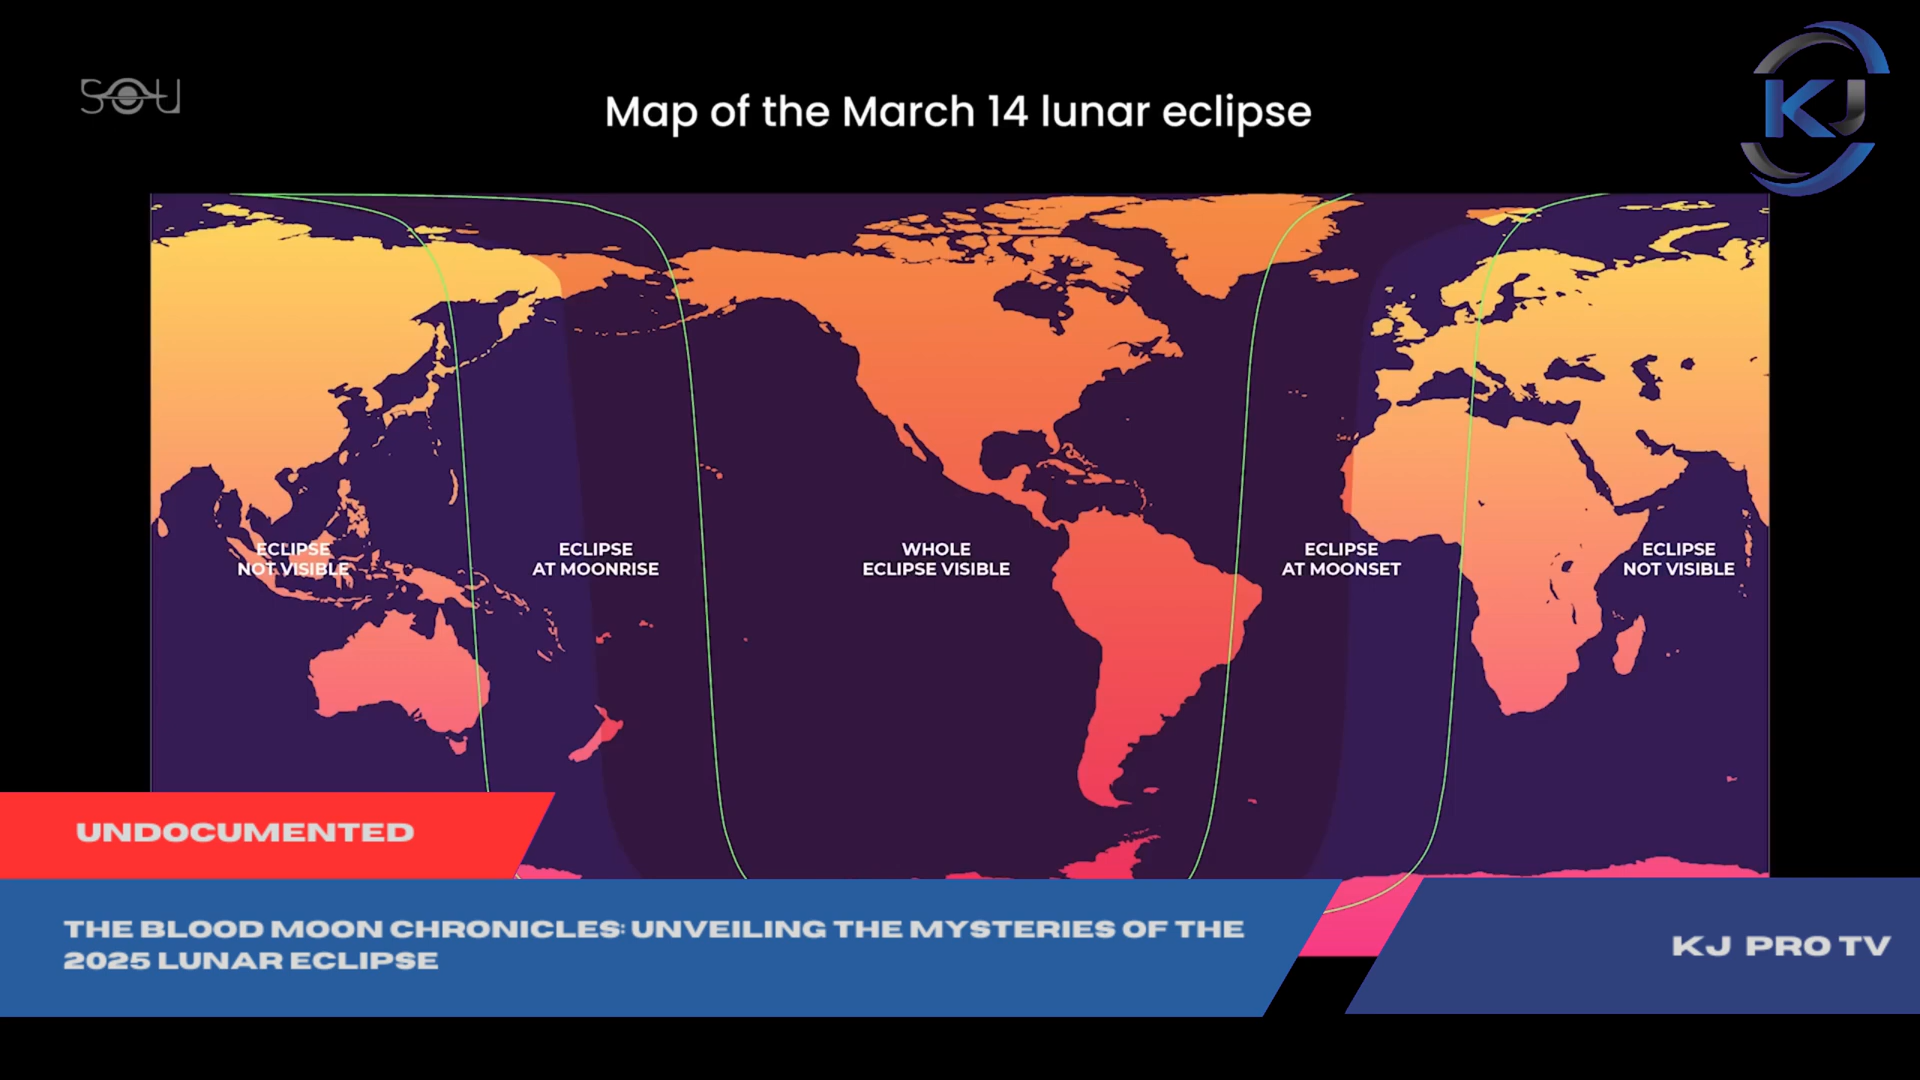 SOU
Map of the March 14 lunar eclipse
KJ
ECLIPSE
NOT VISIBLE
ECLIPSE
AT MOONRISE
WHOLE
ECLIPSE VISIBLE
ECLIPSE
AT MOONSET
ECLIPSE
NOT VISIBLE
UNDOCUMENTED
THE BLOOD MOON CHRONICLES: UNVEILING THE MYSTERIES OF THE
2025 LUNAR ECLIPSE
KJ PRO TV